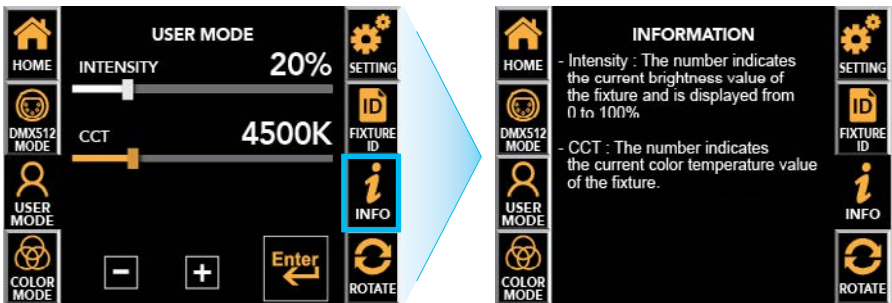 USER MODE
HOME
INTENSITY
20%
SETTING
DMX512
MODE
CCT
4500K
ID
FIXTURE
ID
USER
MODE
i
INFO
COLOR
MODE
-
+
Enter
ROTATE
INFORMATION
HOME
- Intensity : The number indicates
the current brightness value of
the fixture and is displayed from
0 to 100%.
SETTING
DMX512
MODE
- CCT : The number indicates
the current color temperature value
of the fixture.
ID
FIXTURE
ID
USER
MODE
i
INFO
COLOR
MODE
ROTATE